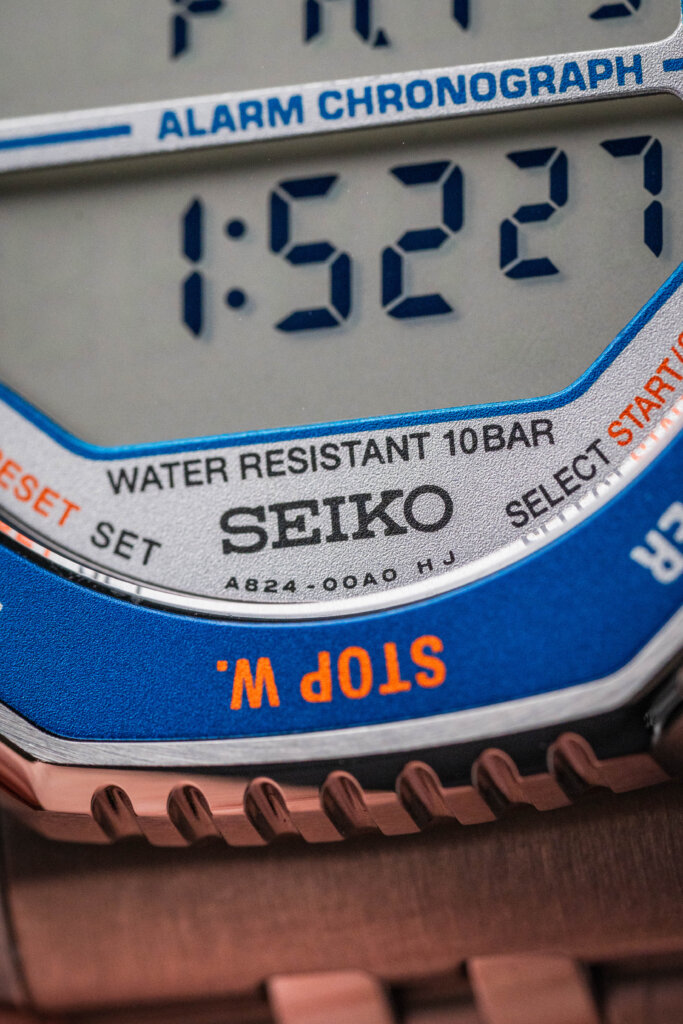 ALARM CHRONOGRAPH
1:52 27
WATER RESISTANT 10BAR
RESET SET
SEIKO
SELECT START/
A824-00A0 HJ
STOP W.